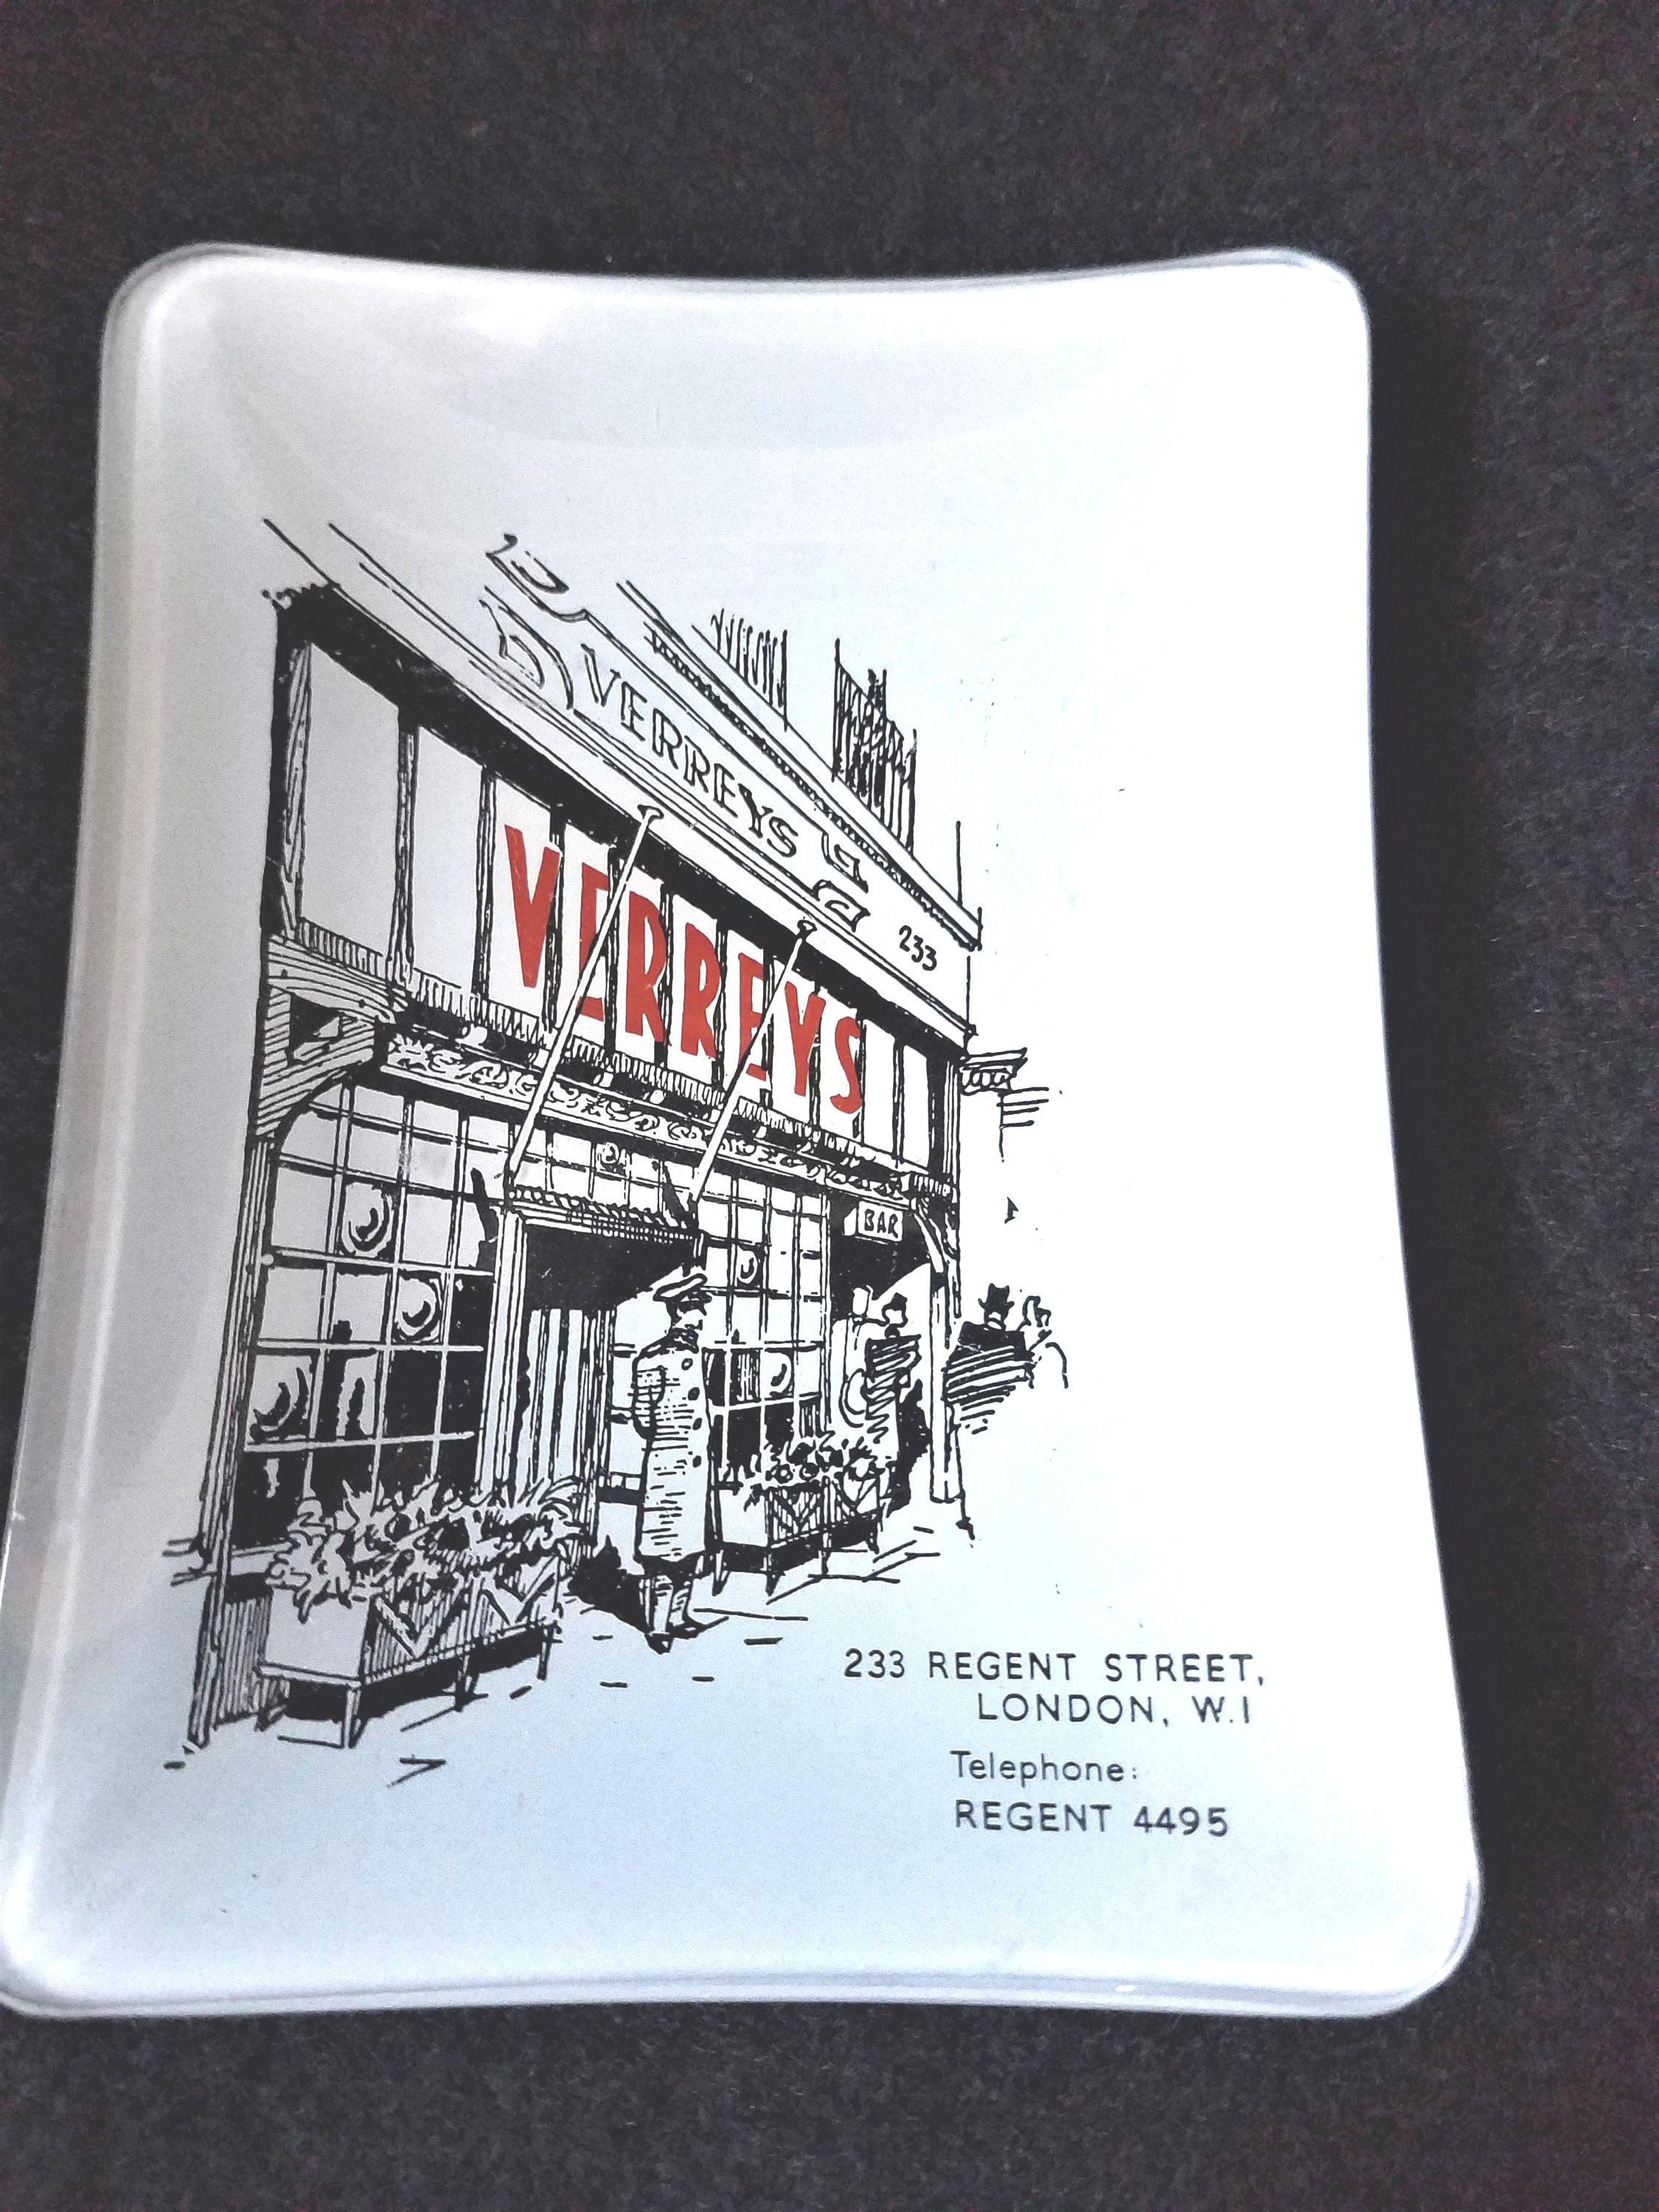 VERREYS
233
VERREYS
BAR
233 REGENT STREET,
LONDON, W.1
Telephone:
REGENT 4495